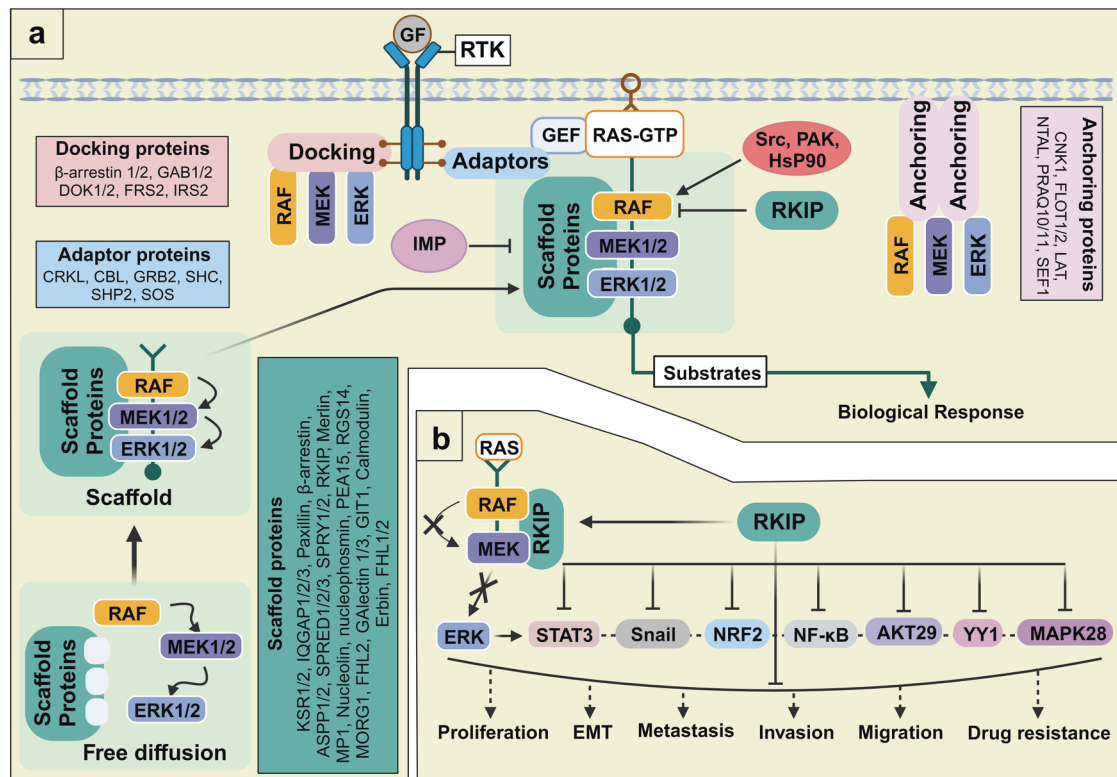 a
GF
RTK
Docking proteins
β-arrestin 1/2, GAB1/2
DOK1/2, FRS2, IRS2
Adaptor proteins
CRKL, CBL, GRB2, SHC,
SHP2, SOS
Docking
RAF
MEK
ERK
Adaptors
GEF
RAS-GTP
Src, PAK,
HsP90
RKIP
IMP
Scaffold
Proteins
RAF
MEK1/2
ERK1/2
Substrates
Biological Response
Anchoring
Anchoring
RAF
MEK
ERK
Anchoring proteins
CNK1, FLOT1/2, LAT,
NTAL, PRAQ10/11, SEF1
Scaffold
Proteins
RAF
MEK1/2
ERK1/2
Scaffold
Scaffold
Proteins
RAF
MEK1/2
ERK1/2
Free diffusion
Scaffold proteins
KSR1/2, IQGAP1/2/3, Paxillin, β-arrestin,
ASPP1/2, SPRED1/2/3, SPRY1/2, RKIP, Merlin,
MP1, Nucleolin, nucleophosmin, PEA15, RGS14,
MORG1, FHL2, GAlectin 1/3, GIT1, Calmodulin,
Erbin, FHL1/2
b
RAS
RAF
MEK
RKIP
RKIP
ERK
STAT3
Snail
NRF2
NF-κB
AKT29
YY1
MAPK28
Proliferation
EMT
Metastasis
Invasion
Migration
Drug resistance